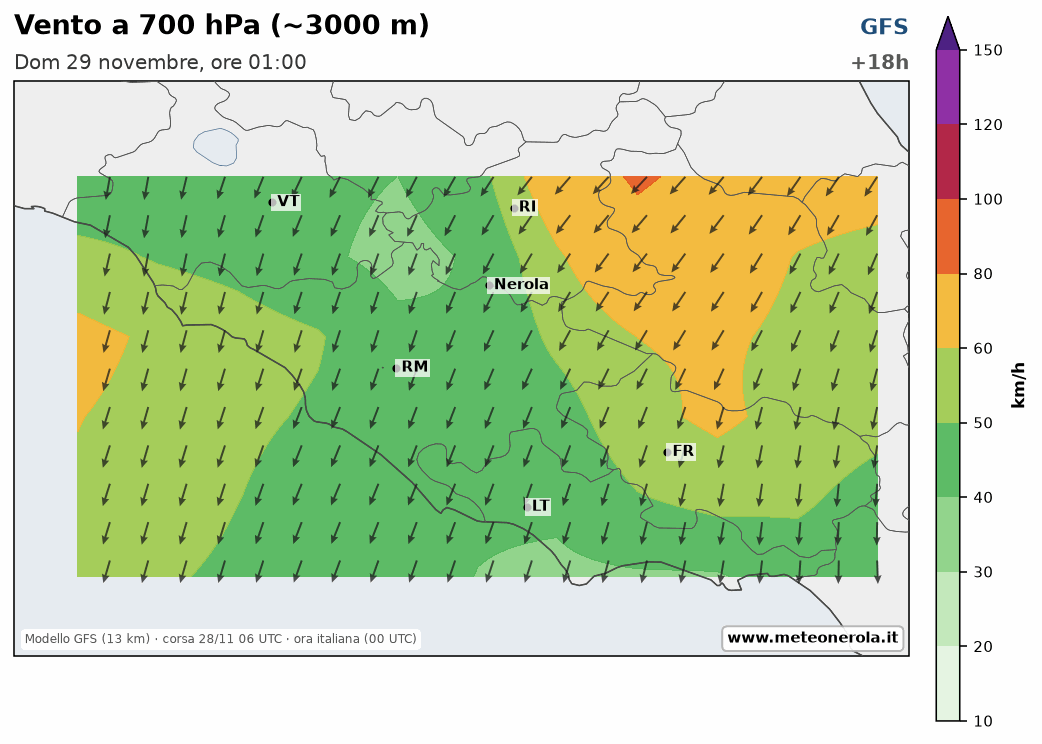 Vento a 700 hPa (~3000 m)
GFS
Dom 29 novembre, ore 01:00
+18h
VT
RI
Nerola
RM
FR
LT
150
120
100
80
60
50
40
30
20
10
km/h
Modello GFS (13 km) · corsa 28/11 06 UTC · ora italiana (00 UTC)
www.meteonerola.it